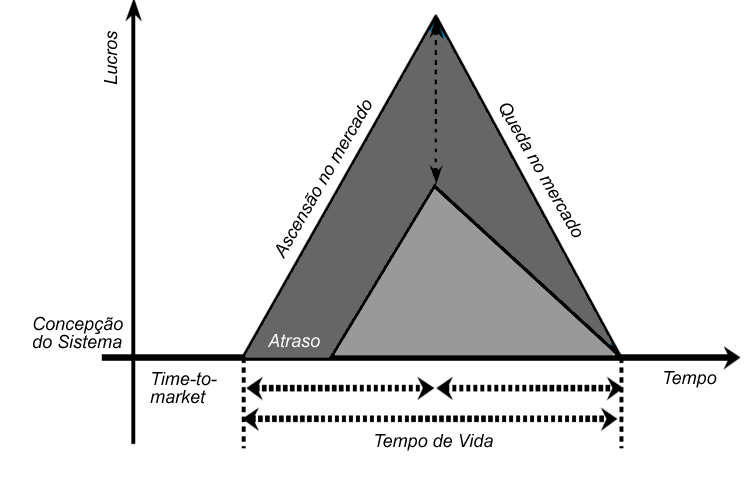 Lucros
Ascensão no mercado
Queda no mercado
Concepção
do Sistema
Atraso
Time-to-
market
Tempo
Tempo de Vida